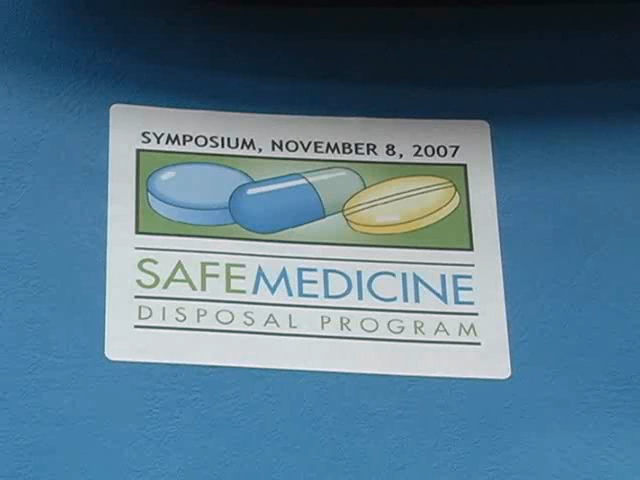 SYMPOSIUM, NOVEMBER 8, 2007
SAFEMEDICINE
DISPOSAL PROGRAM